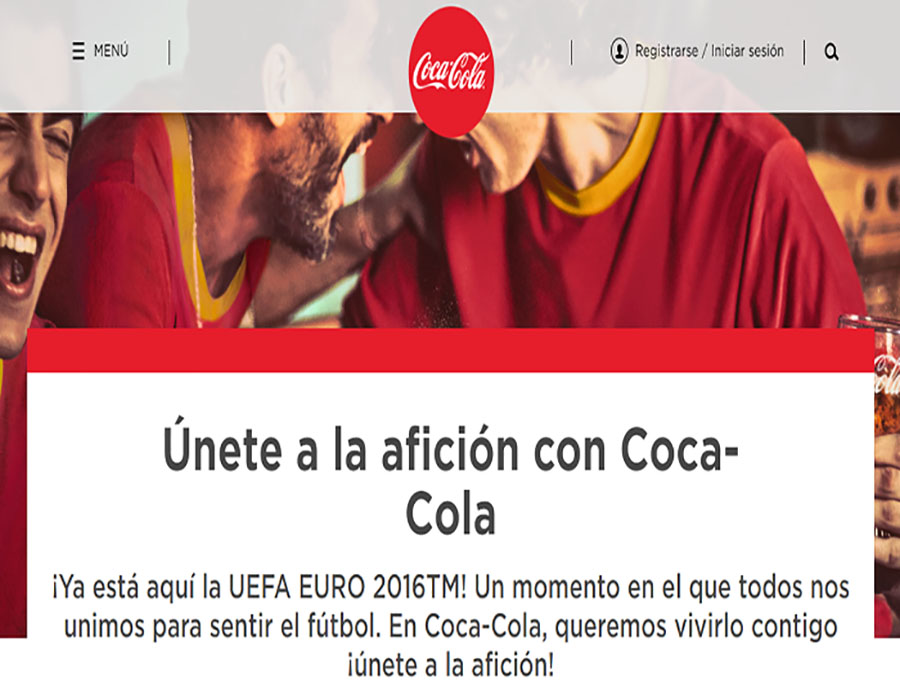 MENÚ
Coca-Cola
Registrarse / Iniciar sesión
Únete a la afición con Coca-
Cola
¡Ya está aquí la UEFA EURO 2016TM! Un momento en el que todos nos
unimos para sentir el fútbol. En Coca-Cola, queremos vivirlo contigo
¡únete a la afición!